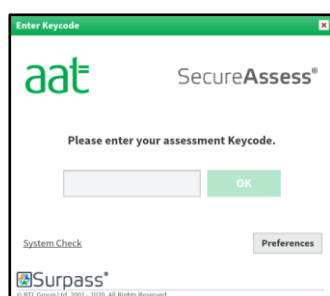 Enter Keycode
aat
SecureAssess®
Please enter your assessment Keycode.
OK
System Check
Preferences
Surpass®
© BTL Group Ltd. 2001 - 2020. All Rights Reserved.